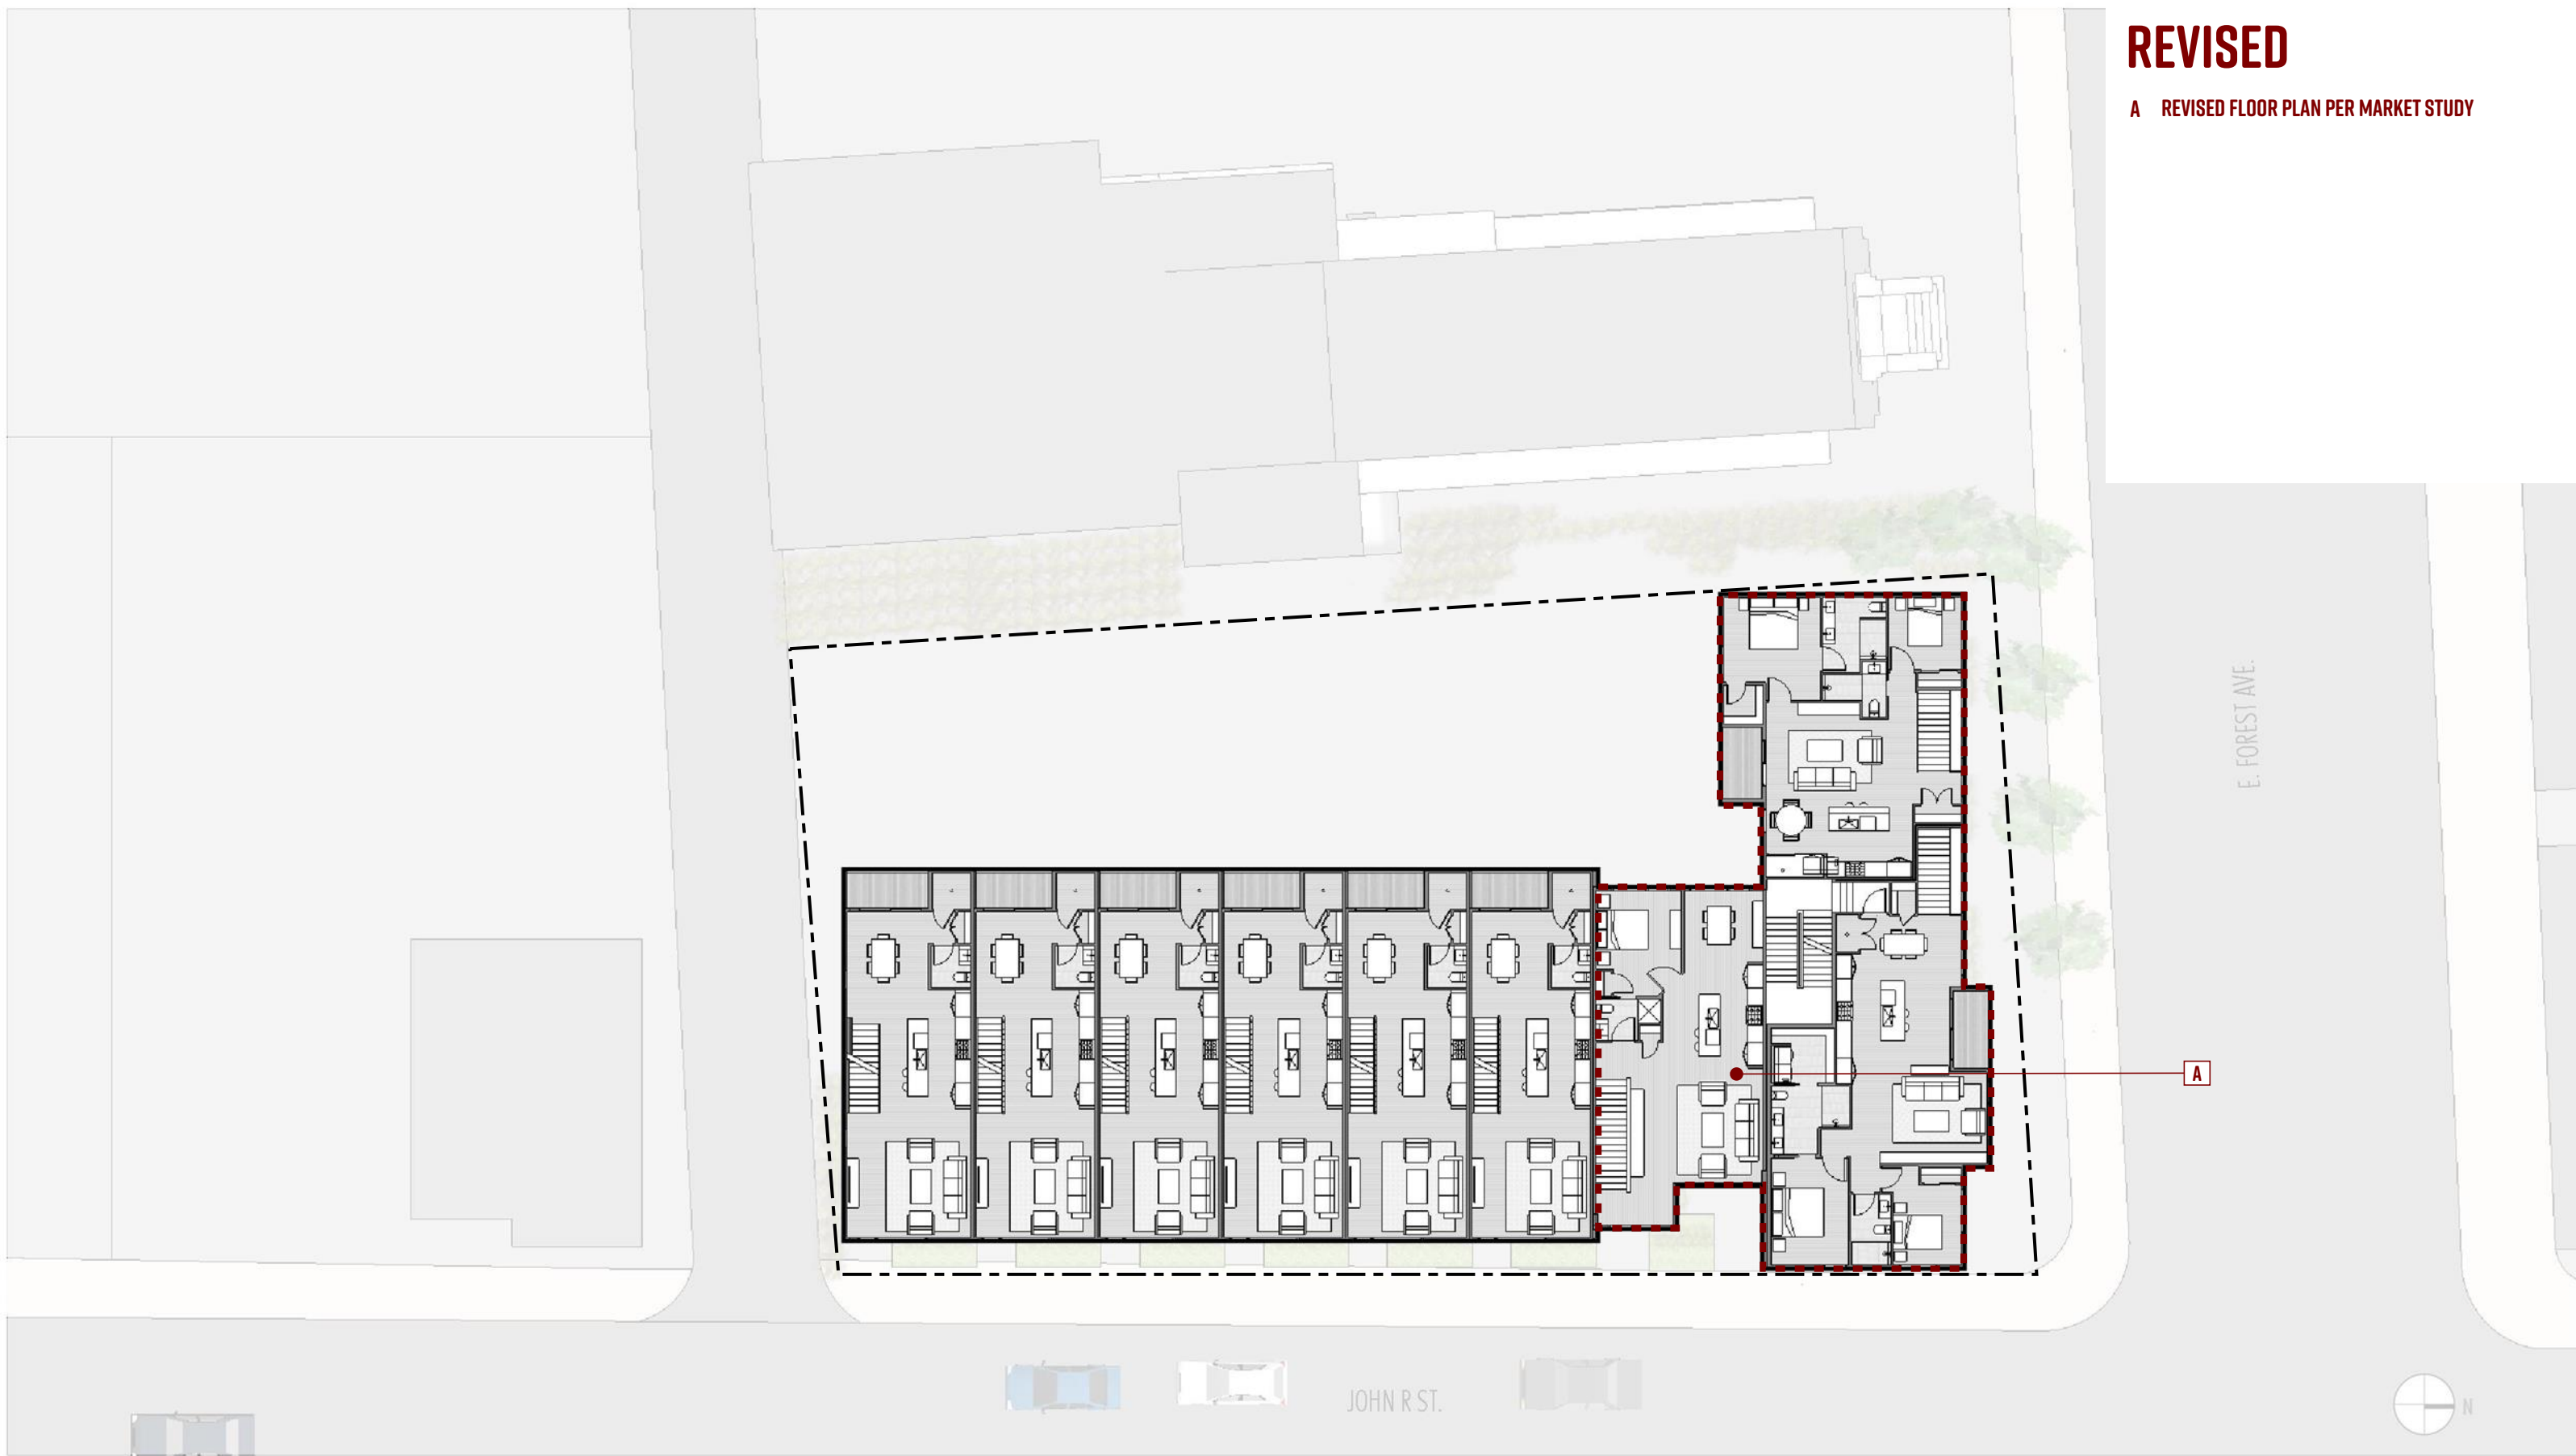 REVISED
A REVISED FLOOR PLAN PER MARKET STUDY
E. FOREST AVE.
A
JOHN R ST.
N